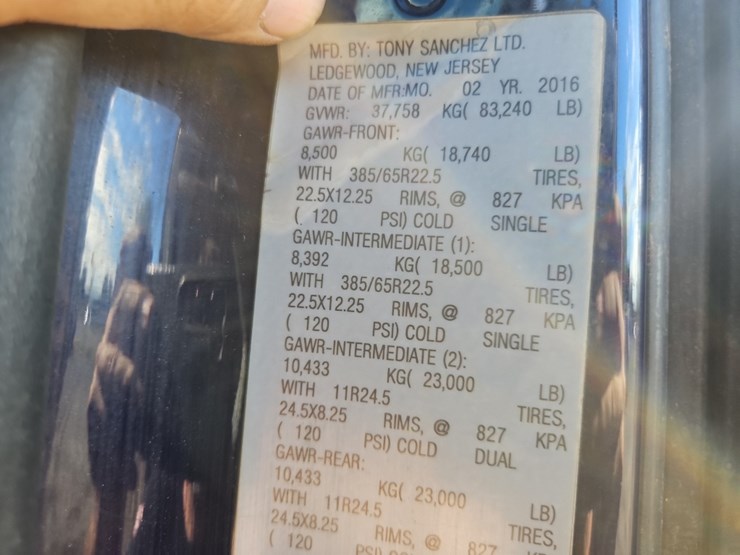 MFD. BY: TONY SANCHEZ LTD.
LEDGEWOOD, NEW JERSEY
DATE OF MFR:MO. 02 YR. 2016
GVWR: 37,758 KG( 83,240 LB)
GAWR-FRONT:
8,500 KG( 18,740 LB)
WITH 385/65R22.5 TIRES,
22.5X12.25 RIMS, @ 827 KPA
( 120 PSI) COLD SINGLE
GAWR-INTERMEDIATE (1):
8,392 KG( 18,500 LB)
WITH 385/65R22.5 TIRES,
22.5X12.25 RIMS, @ 827 KPA
( 120 PSI) COLD SINGLE
GAWR-INTERMEDIATE (2):
10,433 KG( 23,000 LB)
WITH 11R24.5 TIRES,
24.5X8.25 RIMS, @ 827 KPA
( 120 PSI) COLD DUAL
GAWR-REAR:
10,433 KG( 23,000 LB)
WITH 11R24.5 TIRES,
24.5X8.25 RIMS, @ 827
( 120